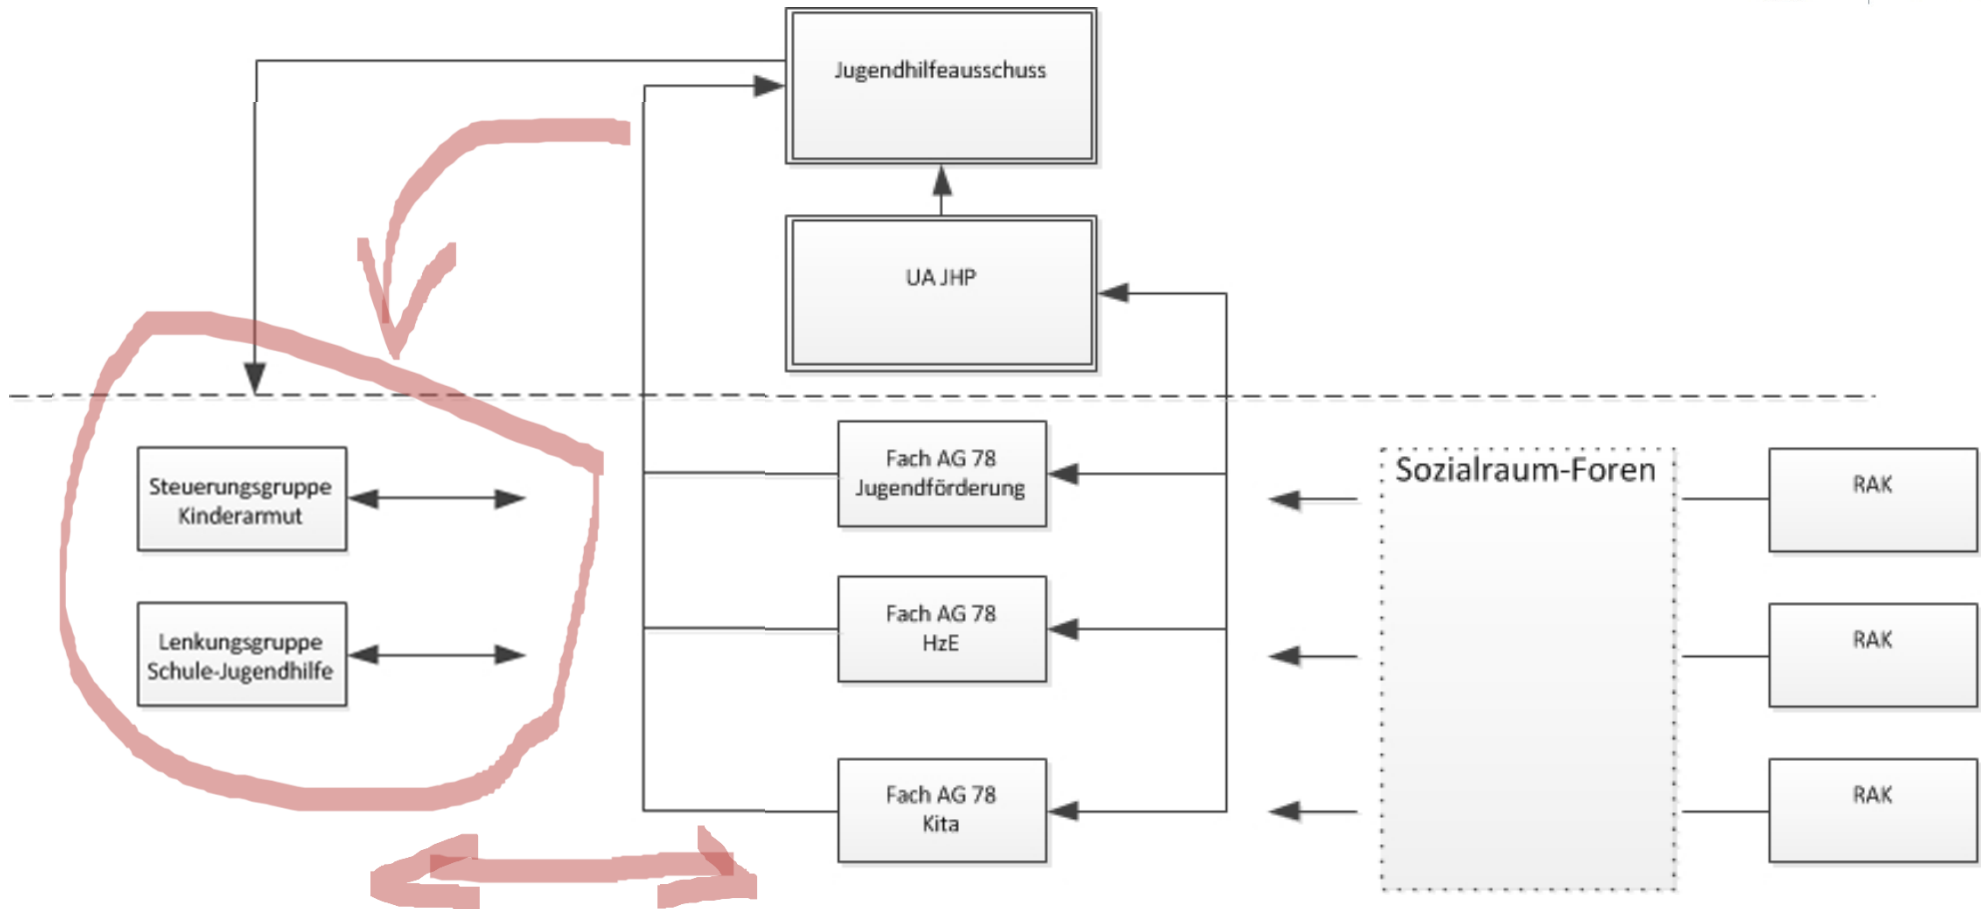 Jugendhilfeausschuss
UA JHP
Steuerungsgruppe
Kinderarmut
Lenkungsgruppe
Schule-Jugendhilfe
Fach AG 78
Jugendförderung
Fach AG 78
HzE
Fach AG 78
Kita
Sozialraum-Foren
RAK
RAK
RAK